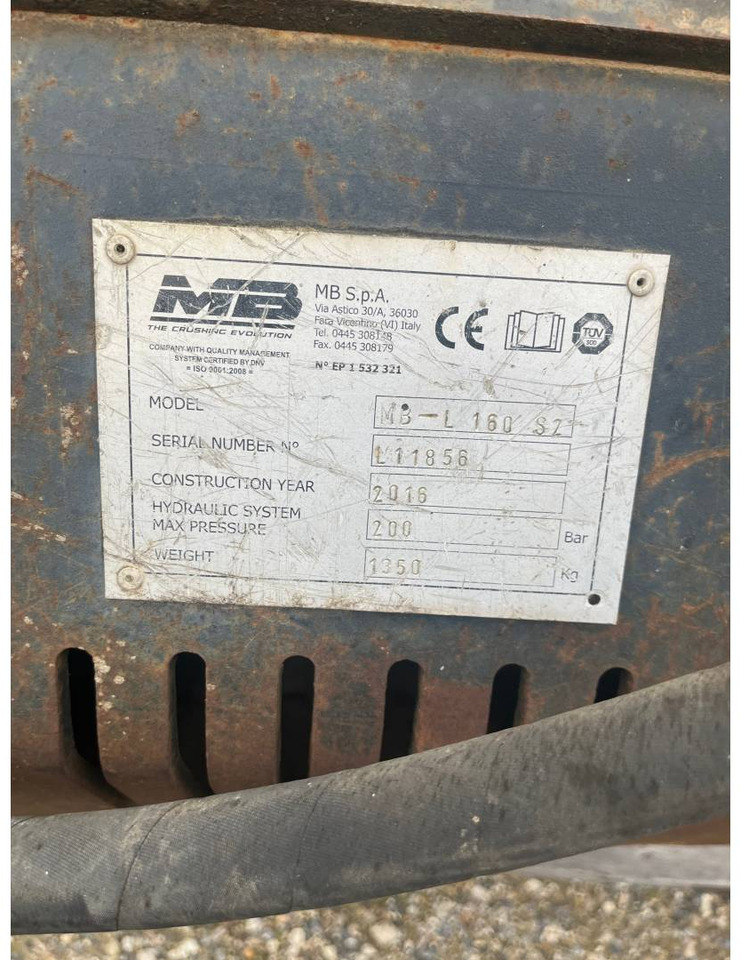 MB
THE CRUSHING EVOLUTION
COMPANY WITH QUALITY MANAGEMENT
SYSTEM CERTIFIED BY DNV
= ISO 9001:2008 =
MB S.p.A.
Via Astico 30/A, 36030
Fara Vicentino (VI) Italy
Tel. 0445 308148
Fax. 0445 308179
N° EP 1 532 321
CE
TÜV
MODEL MB-L 160 S2
SERIAL NUMBER N° L11856
CONSTRUCTION YEAR 2016
HYDRAULIC SYSTEM
MAX PRESSURE 200 Bar
WEIGHT 1350 Kg